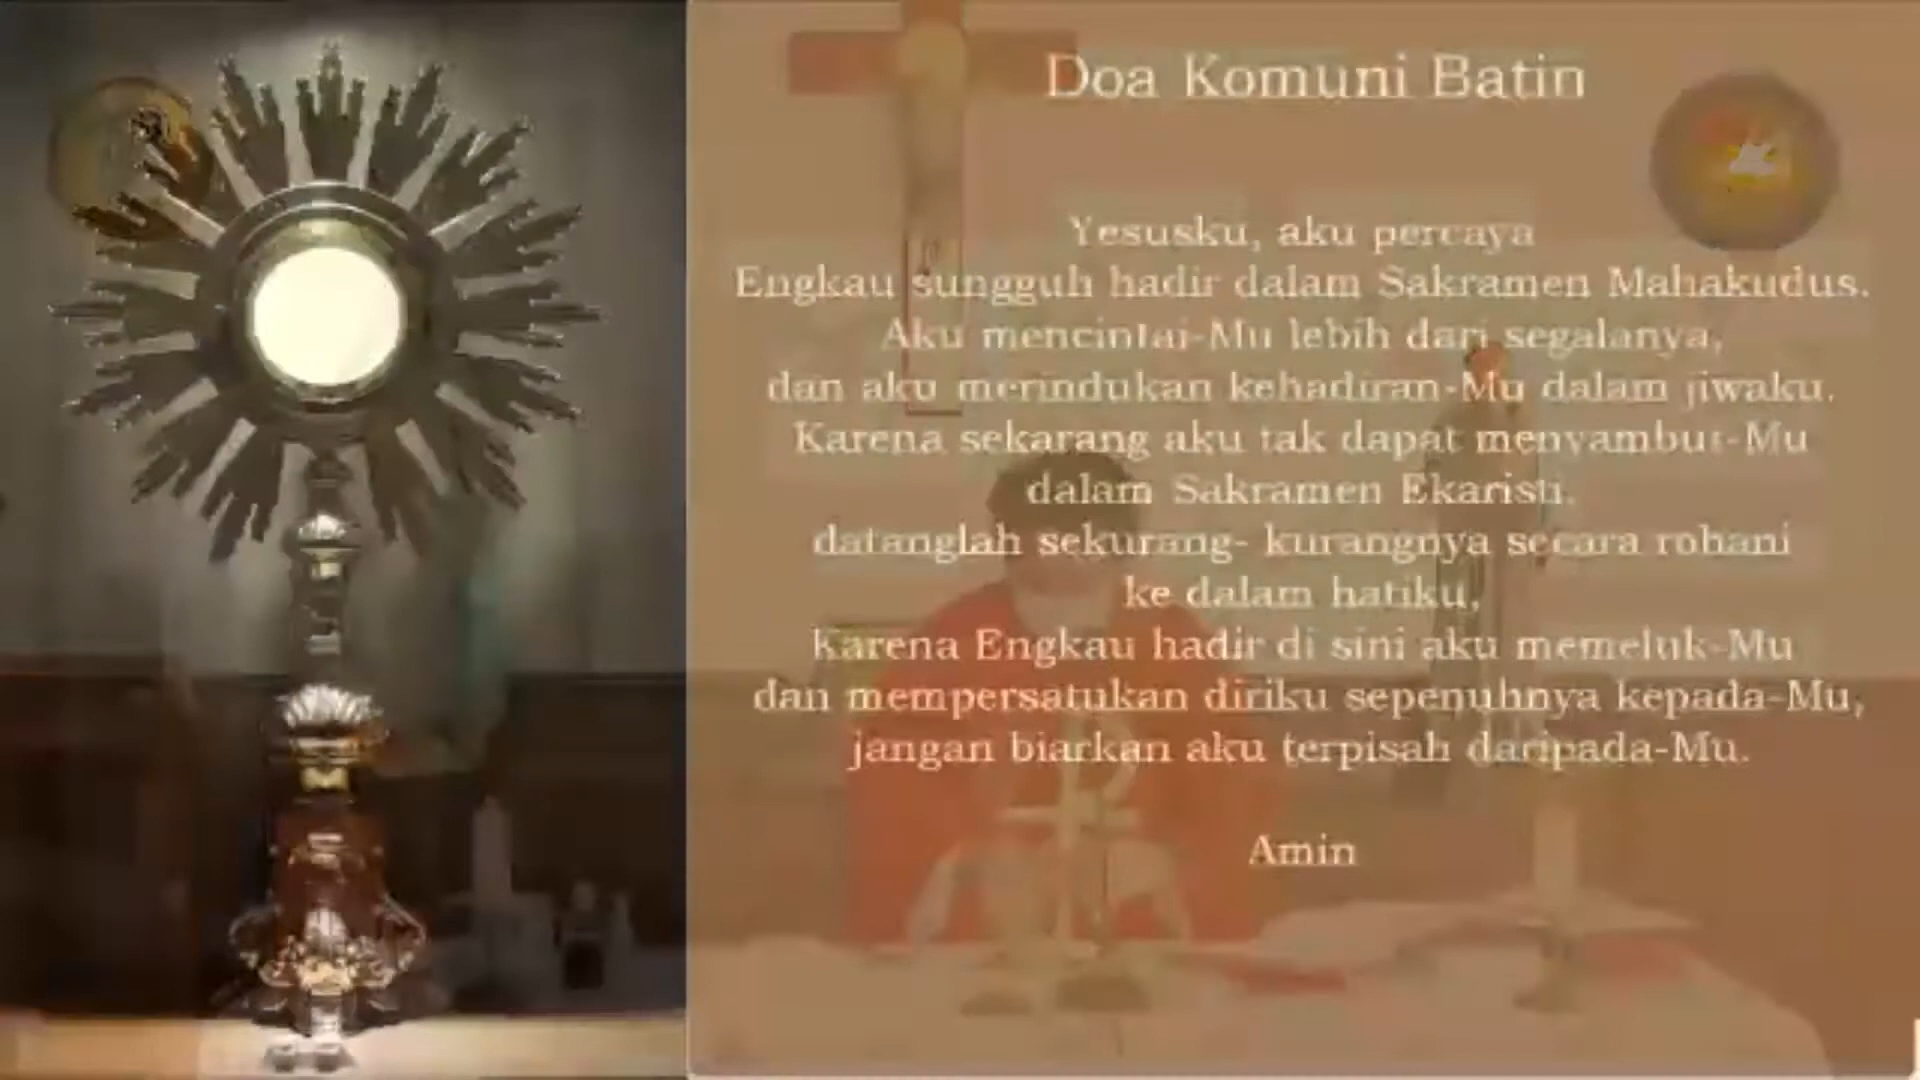 Doa Komuni Batin
Yesusku, aku percaya
Engkau sungguh hadir dalam Sakramen Mahakudus.
Aku mencintai-Mu lebih dari segalanya,
dan aku merindukan kehadiran-Mu dalam jiwaku.
Karena sekarang aku tak dapat menyambut-Mu
dalam Sakramen Ekaristi.
datanglah sekurang- kurangnya secara rohani
ke dalam hatiku,
Karena Engkau hadir di sini aku memeluk-Mu
dan mempersatukan diriku sepenuhnya kepada-Mu,
jangan biarkan aku terpisah daripada-Mu.
Amin